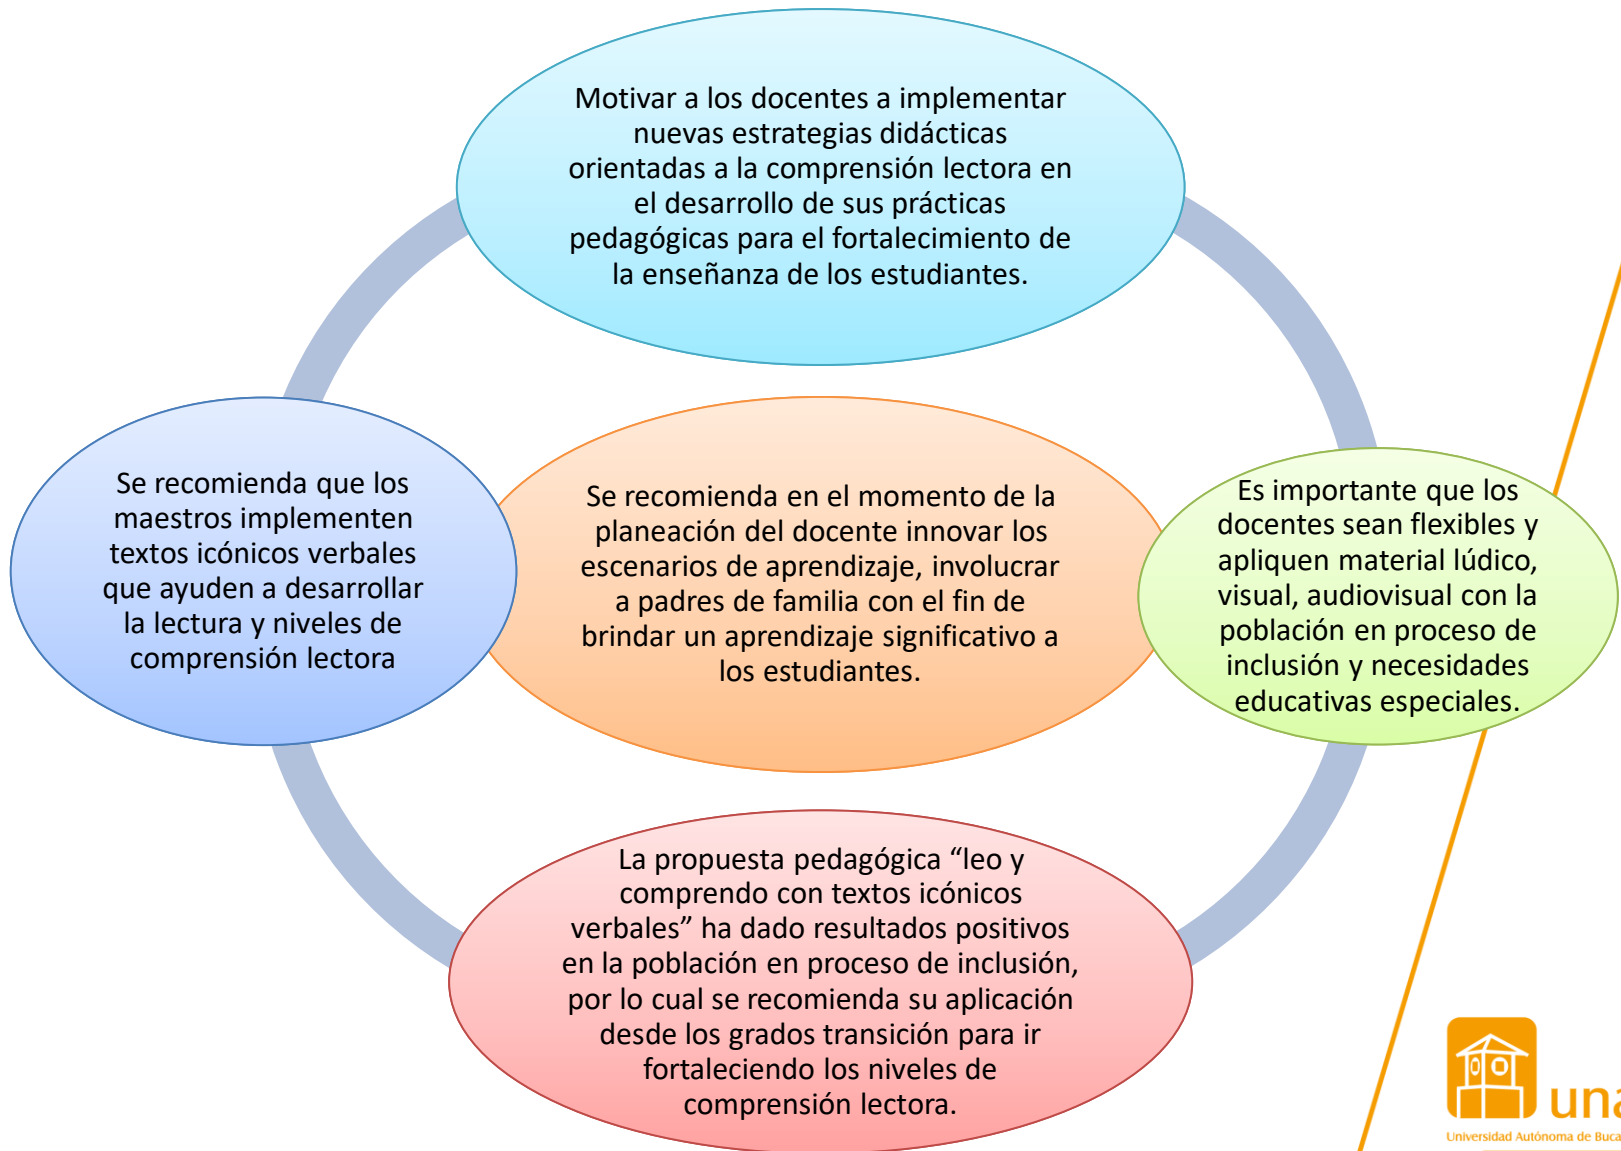 Motivar a los docentes a implementar
nuevas estrategias didácticas
orientadas a la comprensión lectora en
el desarrollo de sus prácticas
pedagógicas para el fortalecimiento de
la enseñanza de los estudiantes.
Se recomienda que los
maestros implementen
textos icónicos verbales
que ayuden a desarrollar
la lectura y niveles de
comprensión lectora
Se recomienda en el momento de la
planeación del docente innovar los
escenarios de aprendizaje, involucrar
a padres de familia con el fin de
brindar un aprendizaje significativo a
los estudiantes.
Es importante que los
docentes sean flexibles y
apliquen material lúdico,
visual, audiovisual con la
población en proceso de
inclusión y necesidades
educativas especiales.
La propuesta pedagógica “leo y
comprendo con textos icónicos
verbales” ha dado resultados positivos
en la población en proceso de inclusión,
por lo cual se recomienda su aplicación
desde los grados transición para ir
fortaleciendo los niveles de
comprensión lectora.
una
Universidad Autónoma de Buca